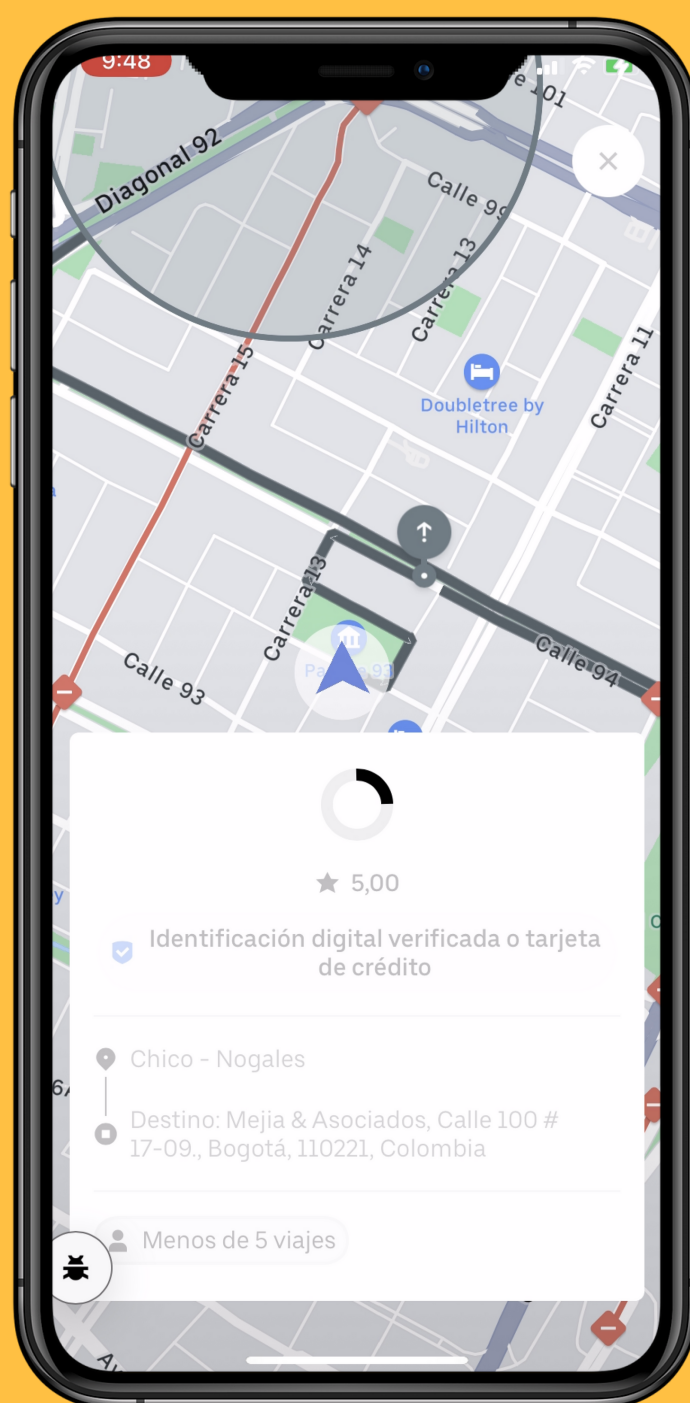 9:48
101
Diagonal 92
Calle 99
Carrera 14
Carrera 13
Carrera 11
Carrera 15
Doubletree by
Hilton
Carrera 13
Calle 94
Calle 93
5,00
Identificación digital verificada o tarjeta
de crédito
Chico - Nogales
Destino: Mejia & Asociados, Calle 100 #
17-09., Bogotá, 110221, Colombia
Menos de 5 viajes